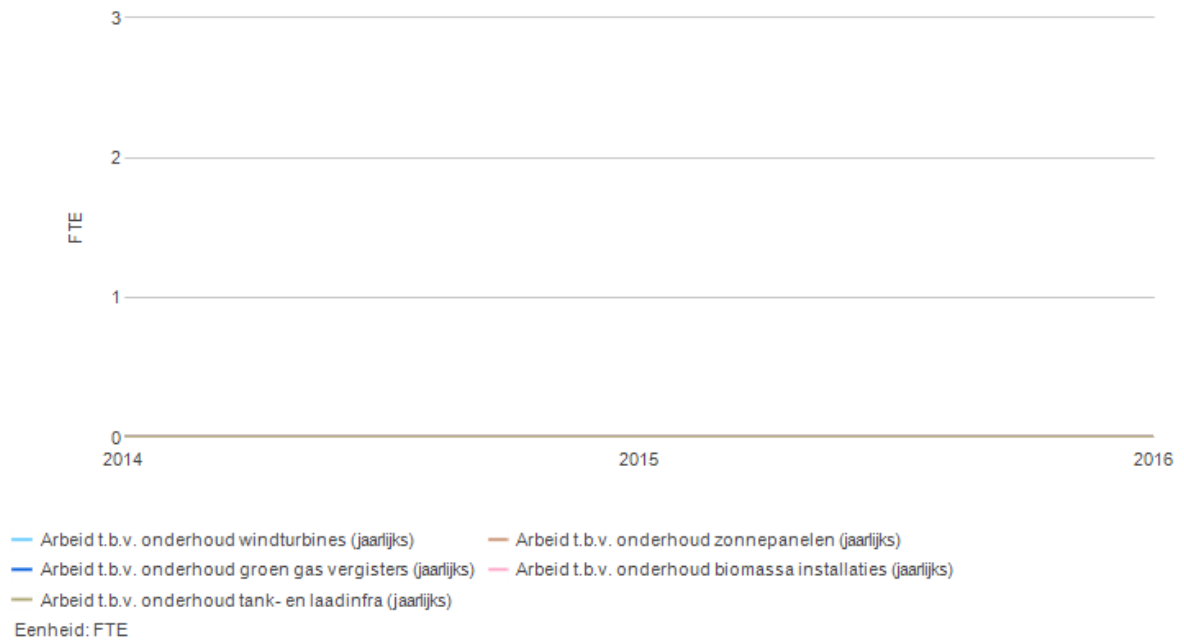 3
2
FTE
1
0
2014 2015 2016
Arbeid t.b.v. onderhoud windturbines (jaarlijks) Arbeid t.b.v. onderhoud zonnepanelen (jaarlijks)
Arbeid t.b.v. onderhoud groen gas vergisters (jaarlijks) Arbeid t.b.v. onderhoud biomassa installaties (jaarlijks)
Arbeid t.b.v. onderhoud tank- en laadinfra (jaarlijks)
Eenheid: FTE